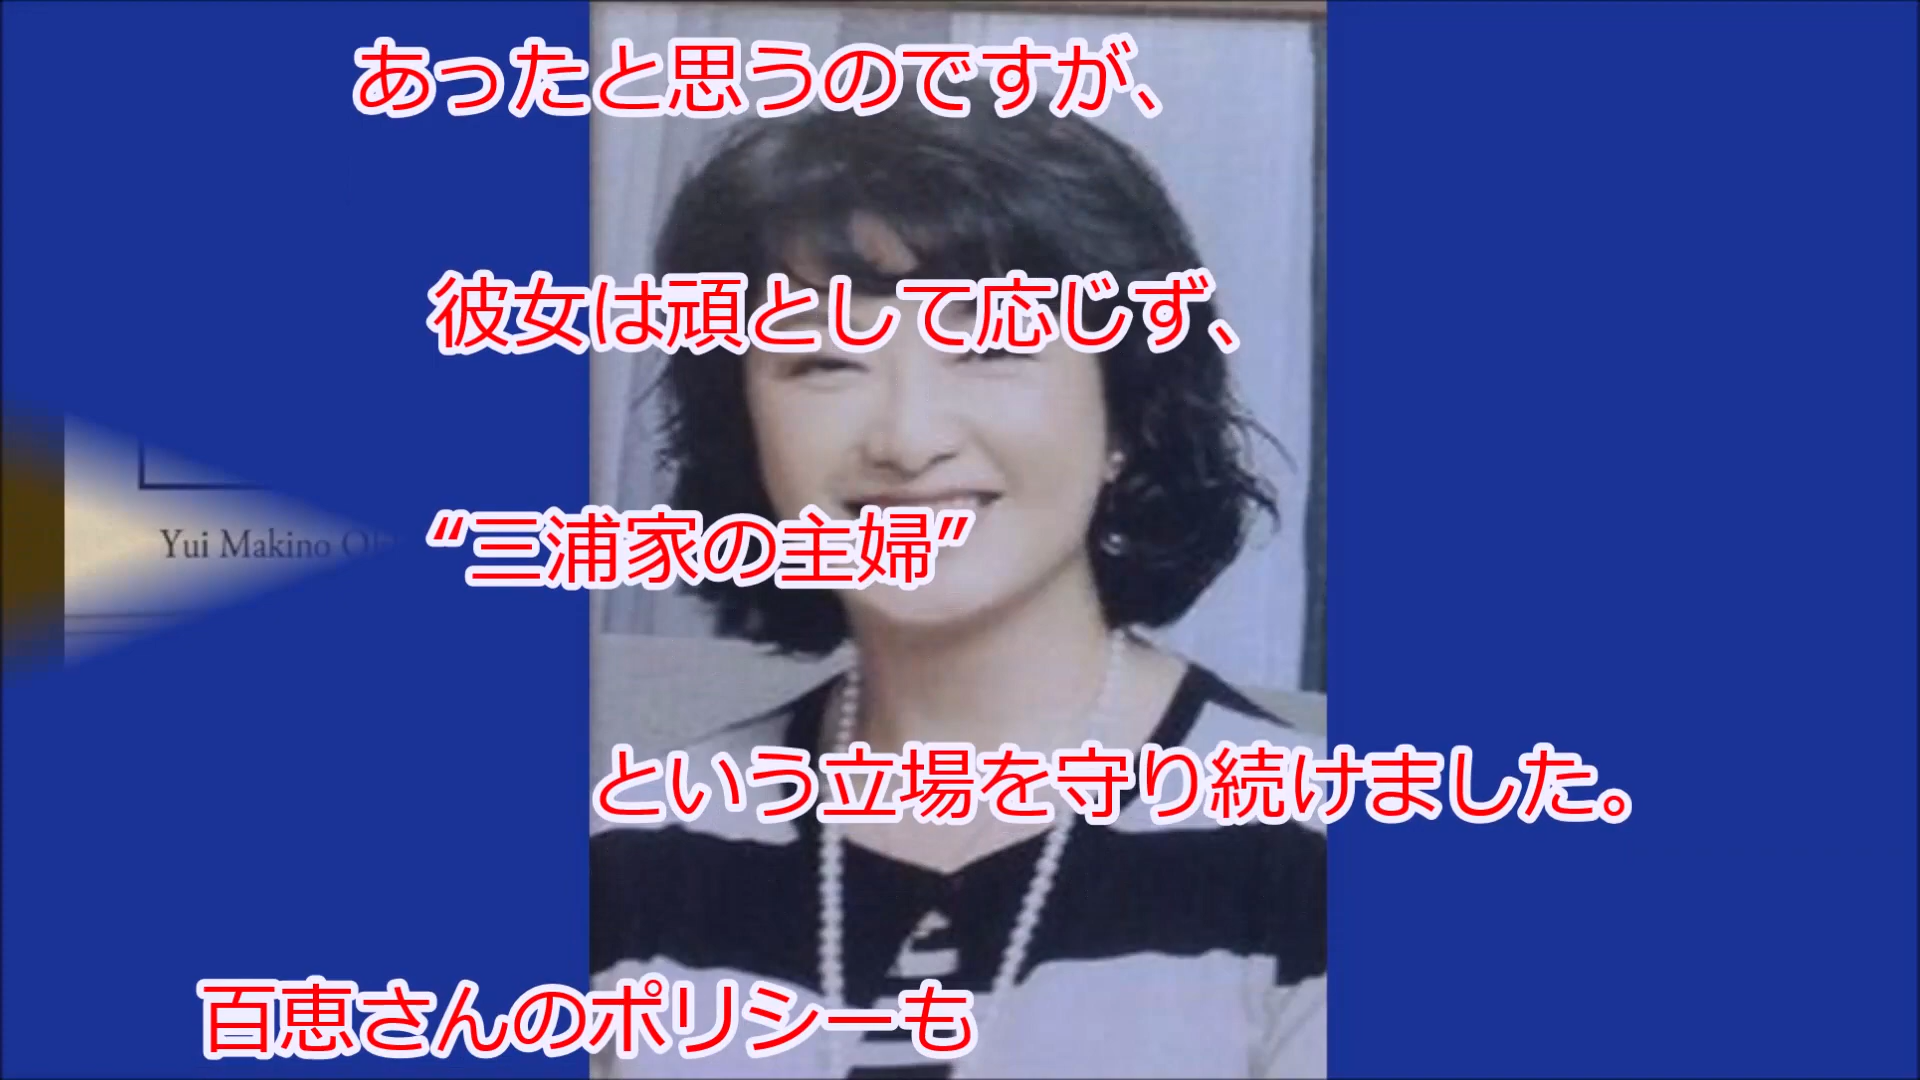 あったと思うのですが、
彼女は頑として応じず、
Yui Makino
“三浦家の主婦”
という立場を守り続けました。
百恵さんのポリシーも